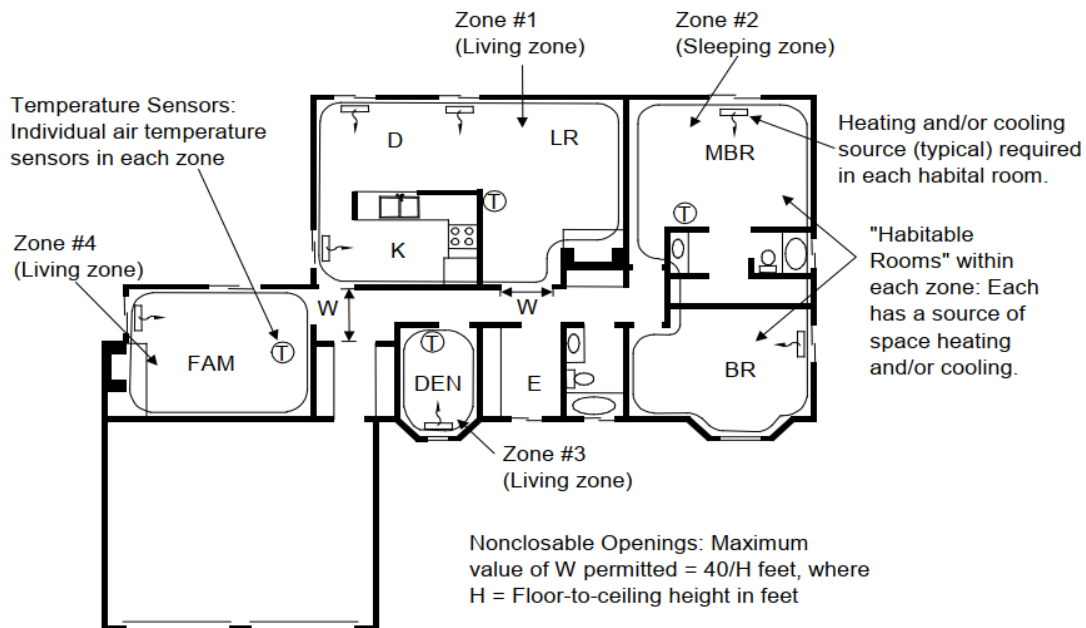 Zone #1
(Living zone)
Zone #2
(Sleeping zone)
Temperature Sensors:
Individual air temperature
sensors in each zone
Heating and/or cooling
source (typical) required
in each habital room.
D
LR
MBR
T
T
K
Zone #4
(Living zone)
"Habitable
Rooms" within
each zone: Each
has a source of
space heating
and/or cooling.
W
W
FAM
T
T
DEN
E
BR
Zone #3
(Living zone)
Nonclosable Openings: Maximum
value of W permitted = 40/H feet, where
H = Floor-to-ceiling height in feet